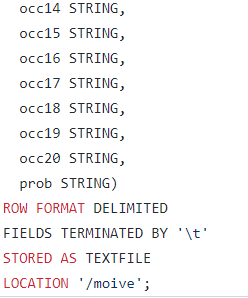 occ14 STRING,
occ15 STRING,
occ16 STRING,
occ17 STRING,
occ18 STRING,
occ19 STRING,
occ20 STRING,
prob STRING)
ROW FORMAT DELIMITED
FIELDS TERMINATED BY '\t'
STORED AS TEXTFILE
LOCATION '/moive';